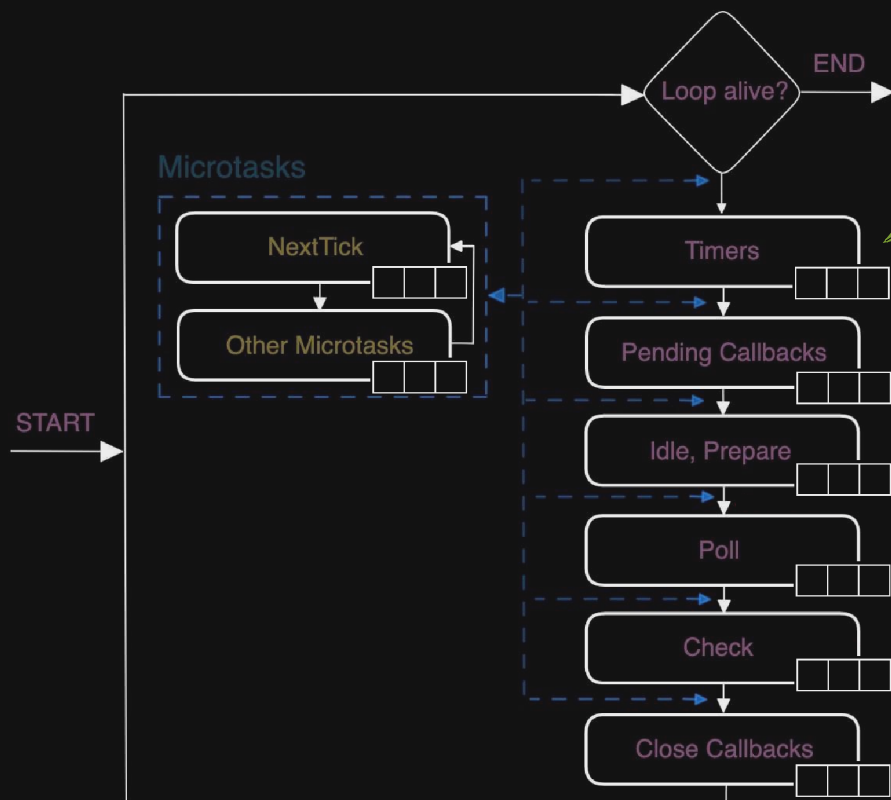 END
Loop alive?
Microtasks
NextTick
Timers
Other Microtasks
Pending Callbacks
START
Idle, Prepare
Poll
Check
Close Callbacks